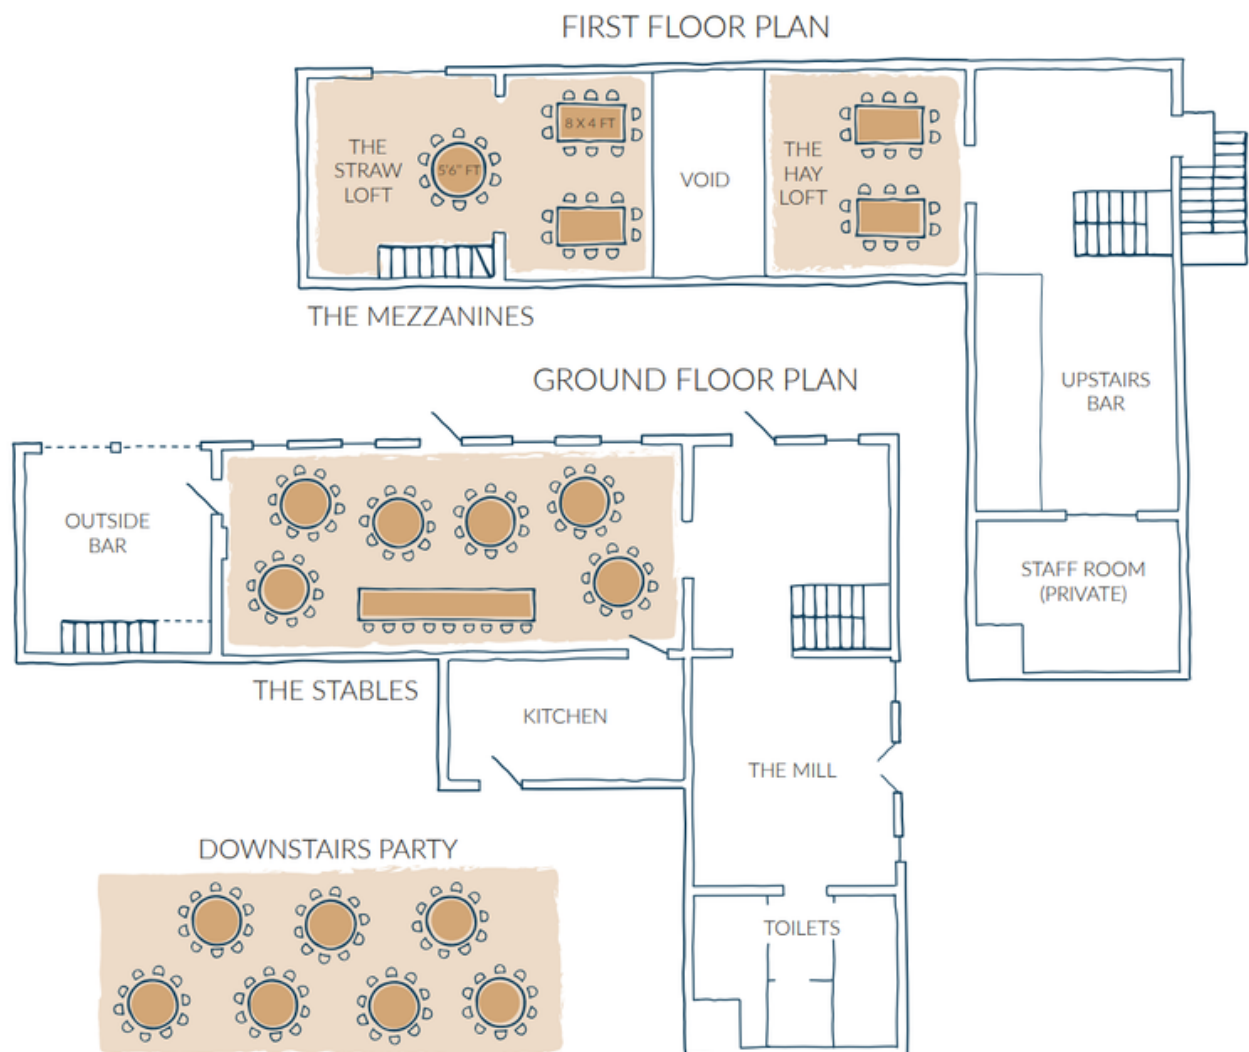 FIRST FLOOR PLAN
THE
STRAW
LOFT
5'6" FT
8 X 4 FT
VOID
THE
HAY
LOFT
THE MEZZANINES
UPSTAIRS
BAR
STAFF ROOM
(PRIVATE)
GROUND FLOOR PLAN
OUTSIDE
BAR
THE STABLES
KITCHEN
THE MILL
TOILETS
DOWNSTAIRS PARTY